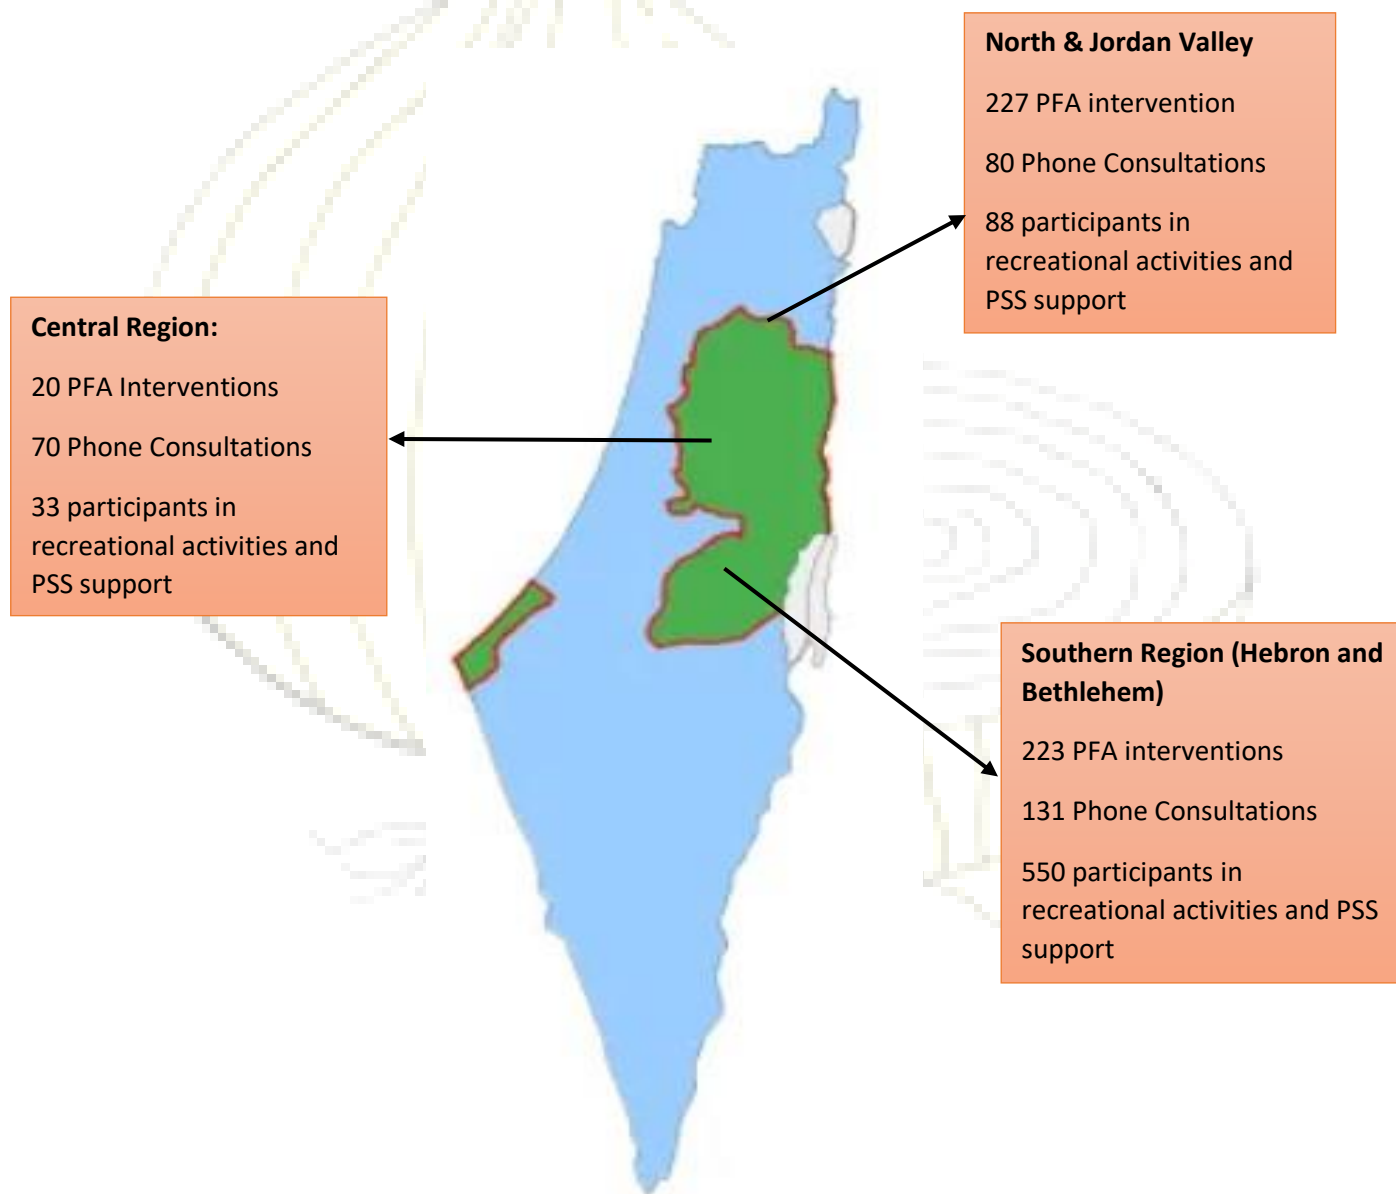 North & Jordan Valley
227 PFA intervention
80 Phone Consultations
88 participants in
recreational activities and
PSS support
Central Region:
20 PFA Interventions
70 Phone Consultations
33 participants in
recreational activities and
PSS support
Southern Region (Hebron and
Bethlehem)
223 PFA interventions
131 Phone Consultations
550 participants in
recreational activities and PSS
support